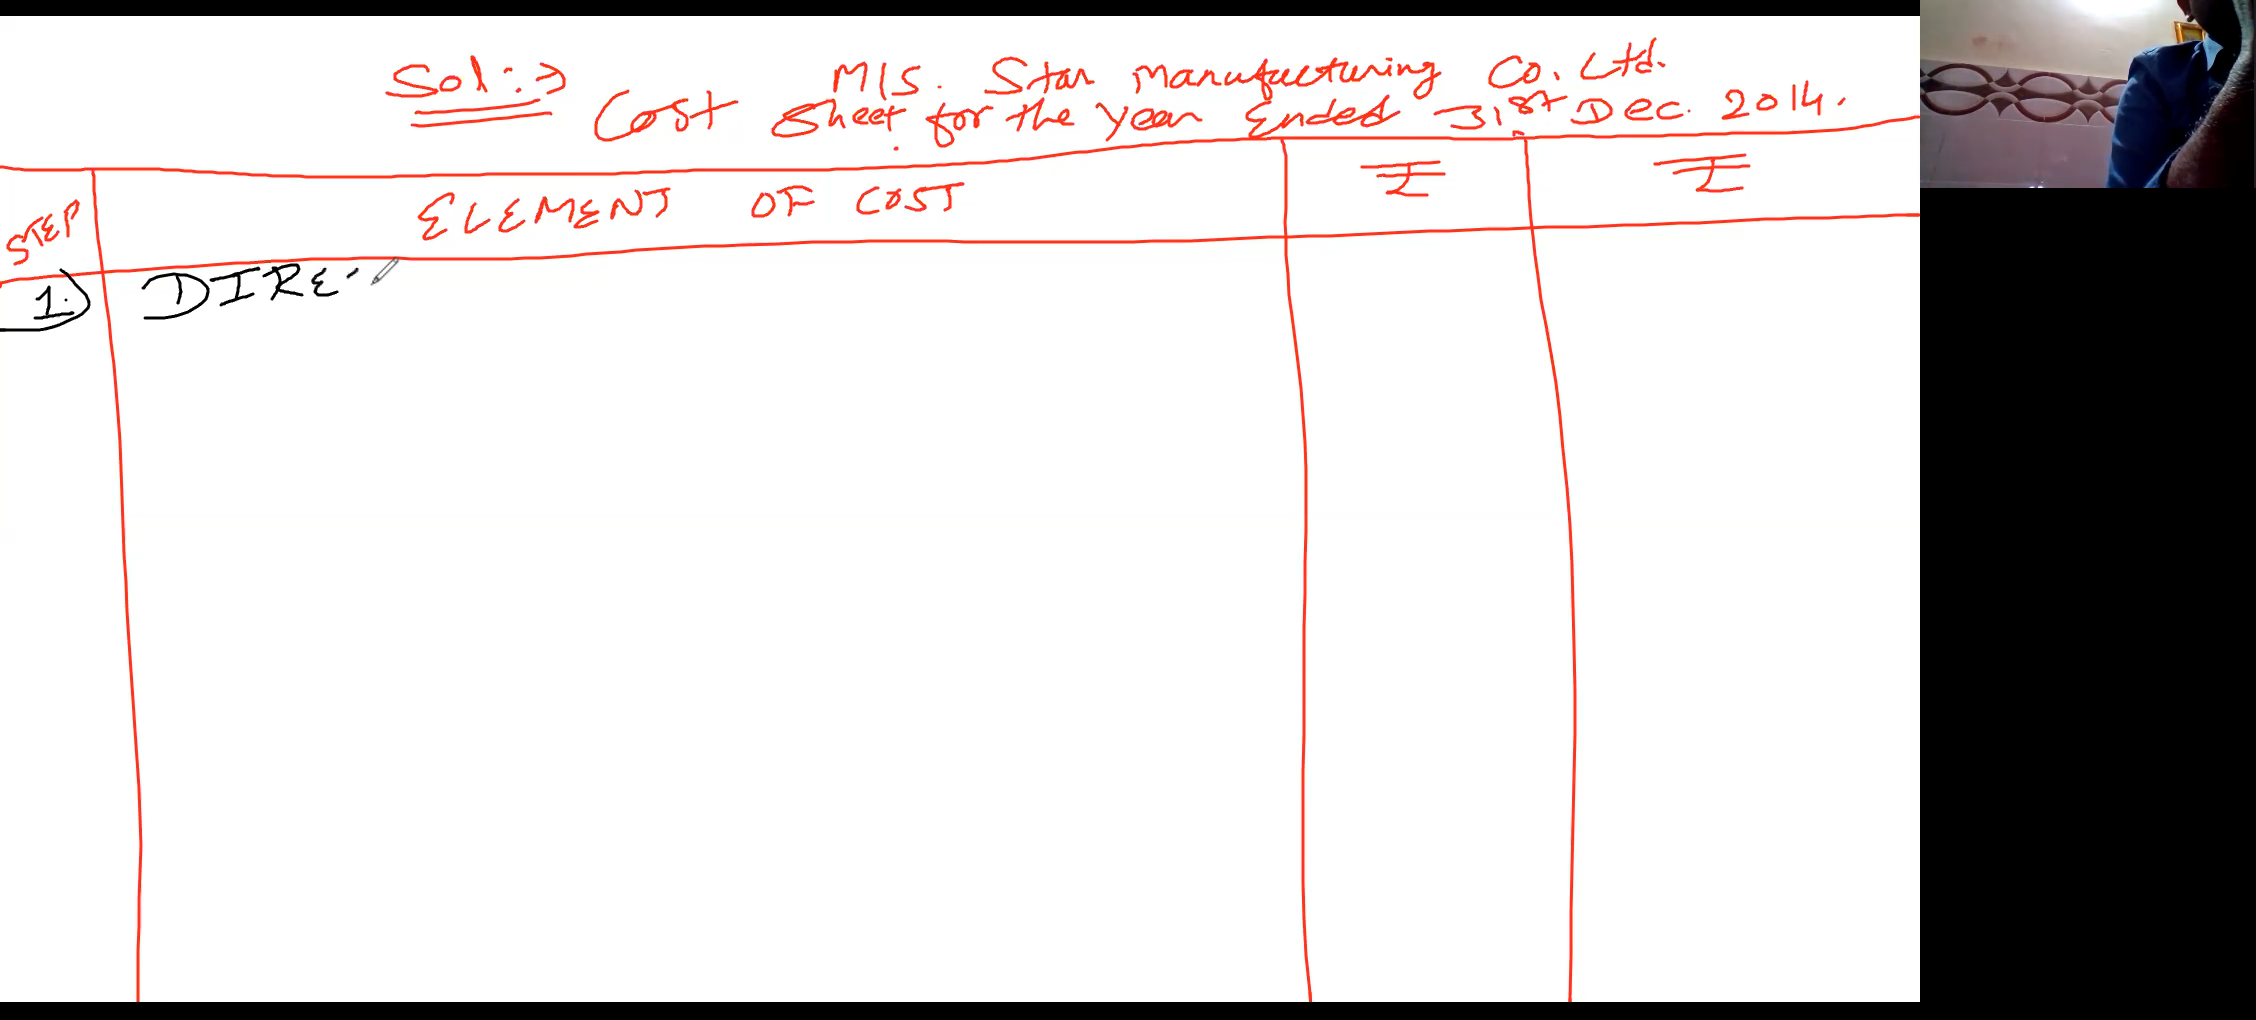 Sol:→ M/S. Star Manufacturing Co. Ltd.
Cost Sheet for the Year Ended 31st Dec. 2014.
STEP ELEMENT OF COST ₹ ₹
1.) DIRE